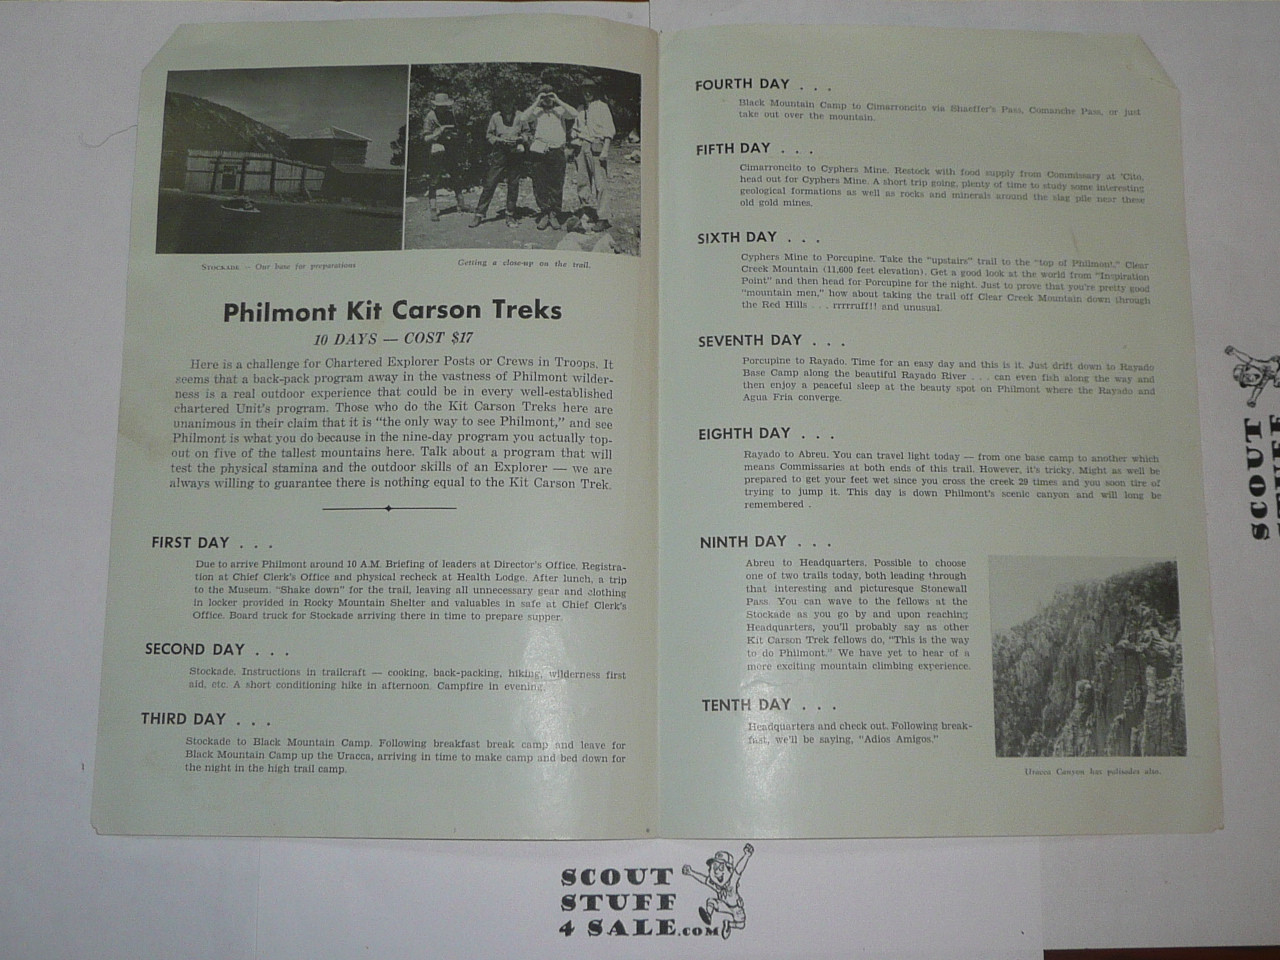 Stockade — Our base for preparations
Getting a close-up on the trail.
Philmont Kit Carson Treks
10 DAYS — COST $17
Here is a challenge for Chartered Explorer Posts or Crews in Troops. It
seems that a back-pack program away in the vastness of Philmont wilder-
ness is a real outdoor experience that could be in every well-established
chartered Unit's program. Those who do the Kit Carson Treks here are
unanimous in their claim that it is "the only way to see Philmont," and see
Philmont is what you do because in the nine-day program you actually top-
out on five of the tallest mountains here. Talk about a program that will
test the physical stamina and the outdoor skills of an Explorer — we are
always willing to guarantee there is nothing equal to the Kit Carson Trek.
FIRST DAY . . .
Due to arrive Philmont around 10 A.M. Briefing of leaders at Director's Office. Registra-
tion at Chief Clerk's Office and physical recheck at Health Lodge. After lunch, a trip
to the Museum. "Shake down" for the trail, leaving all unnecessary gear and clothing
in locker provided in Rocky Mountain Shelter and valuables in safe at Chief Clerk's
Office. Board truck for Stockade arriving there in time to prepare supper.
SECOND DAY . . .
Stockade. Instructions in trailcraft — cooking, back-packing, hiking, wilderness first
aid, etc. A short conditioning hike in afternoon. Campfire in evening.
THIRD DAY . . .
Stockade to Black Mountain Camp. Following breakfast break camp and leave for
Black Mountain Camp up the Uracca, arriving in time to make camp and bed down for
the night in the high trail camp.
FOURTH DAY . . .
Black Mountain Camp to Cimarroncito via Shaeffer's Pass, Comanche Pass, or just
take out over the mountain.
FIFTH DAY . . .
Cimarroncito to Cyphers Mine. Restock with food supply from Commissary at 'Cito,
head out for Cyphers Mine. A short trip going, plenty of time to study some interesting
geological formations as well as rocks and minerals around the slag pile near these
old gold mines.
SIXTH DAY . . .
Cyphers Mine to Porcupine. Take the "upstairs" trail to the "top of Philmont," Clear
Creek Mountain (11,600 feet elevation). Get a good look at the world from "Inspiration
Point" and then head for Porcupine for the night. Just to prove that you're pretty good
"mountain men," how about taking the trail off Clear Creek Mountain down through
the Red Hills . . . rrrrruff!! and unusual.
SEVENTH DAY . . .
Porcupine to Rayado. Time for an easy day and this is it. Just drift down to Rayado
Base Camp along the beautiful Rayado River . . . can even fish along the way and
then enjoy a peaceful sleep at the beauty spot on Philmont where the Rayado and
Agua Fria converge.
EIGHTH DAY . . .
Rayado to Abreu. You can travel light today — from one base camp to another which
means Commissaries at both ends of this trail. However, it's tricky. Might as well be
prepared to get your feet wet since you cross the creek 29 times and you soon tire of
trying to jump it. This day is down Philmont's scenic canyon and will long be
remembered .
NINTH DAY . . .
Abreu to Headquarters. Possible to choose
one of two trails today, both leading through
that interesting and picturesque Stonewall
Pass. You can wave to the fellows at the
Stockade as you go by and upon reaching
Headquarters, you'll probably say as other
Kit Carson Trek fellows do, "This is the way
to do Philmont." We have yet to hear of a
more exciting mountain climbing experience.
TENTH DAY . . .
Headquarters and check out. Following break-
fast, we'll be saying, "Adios Amigos."
Uracca Canyon has palisades also.
SCOUT
STUFF
4 SALE.COM
SCOUT